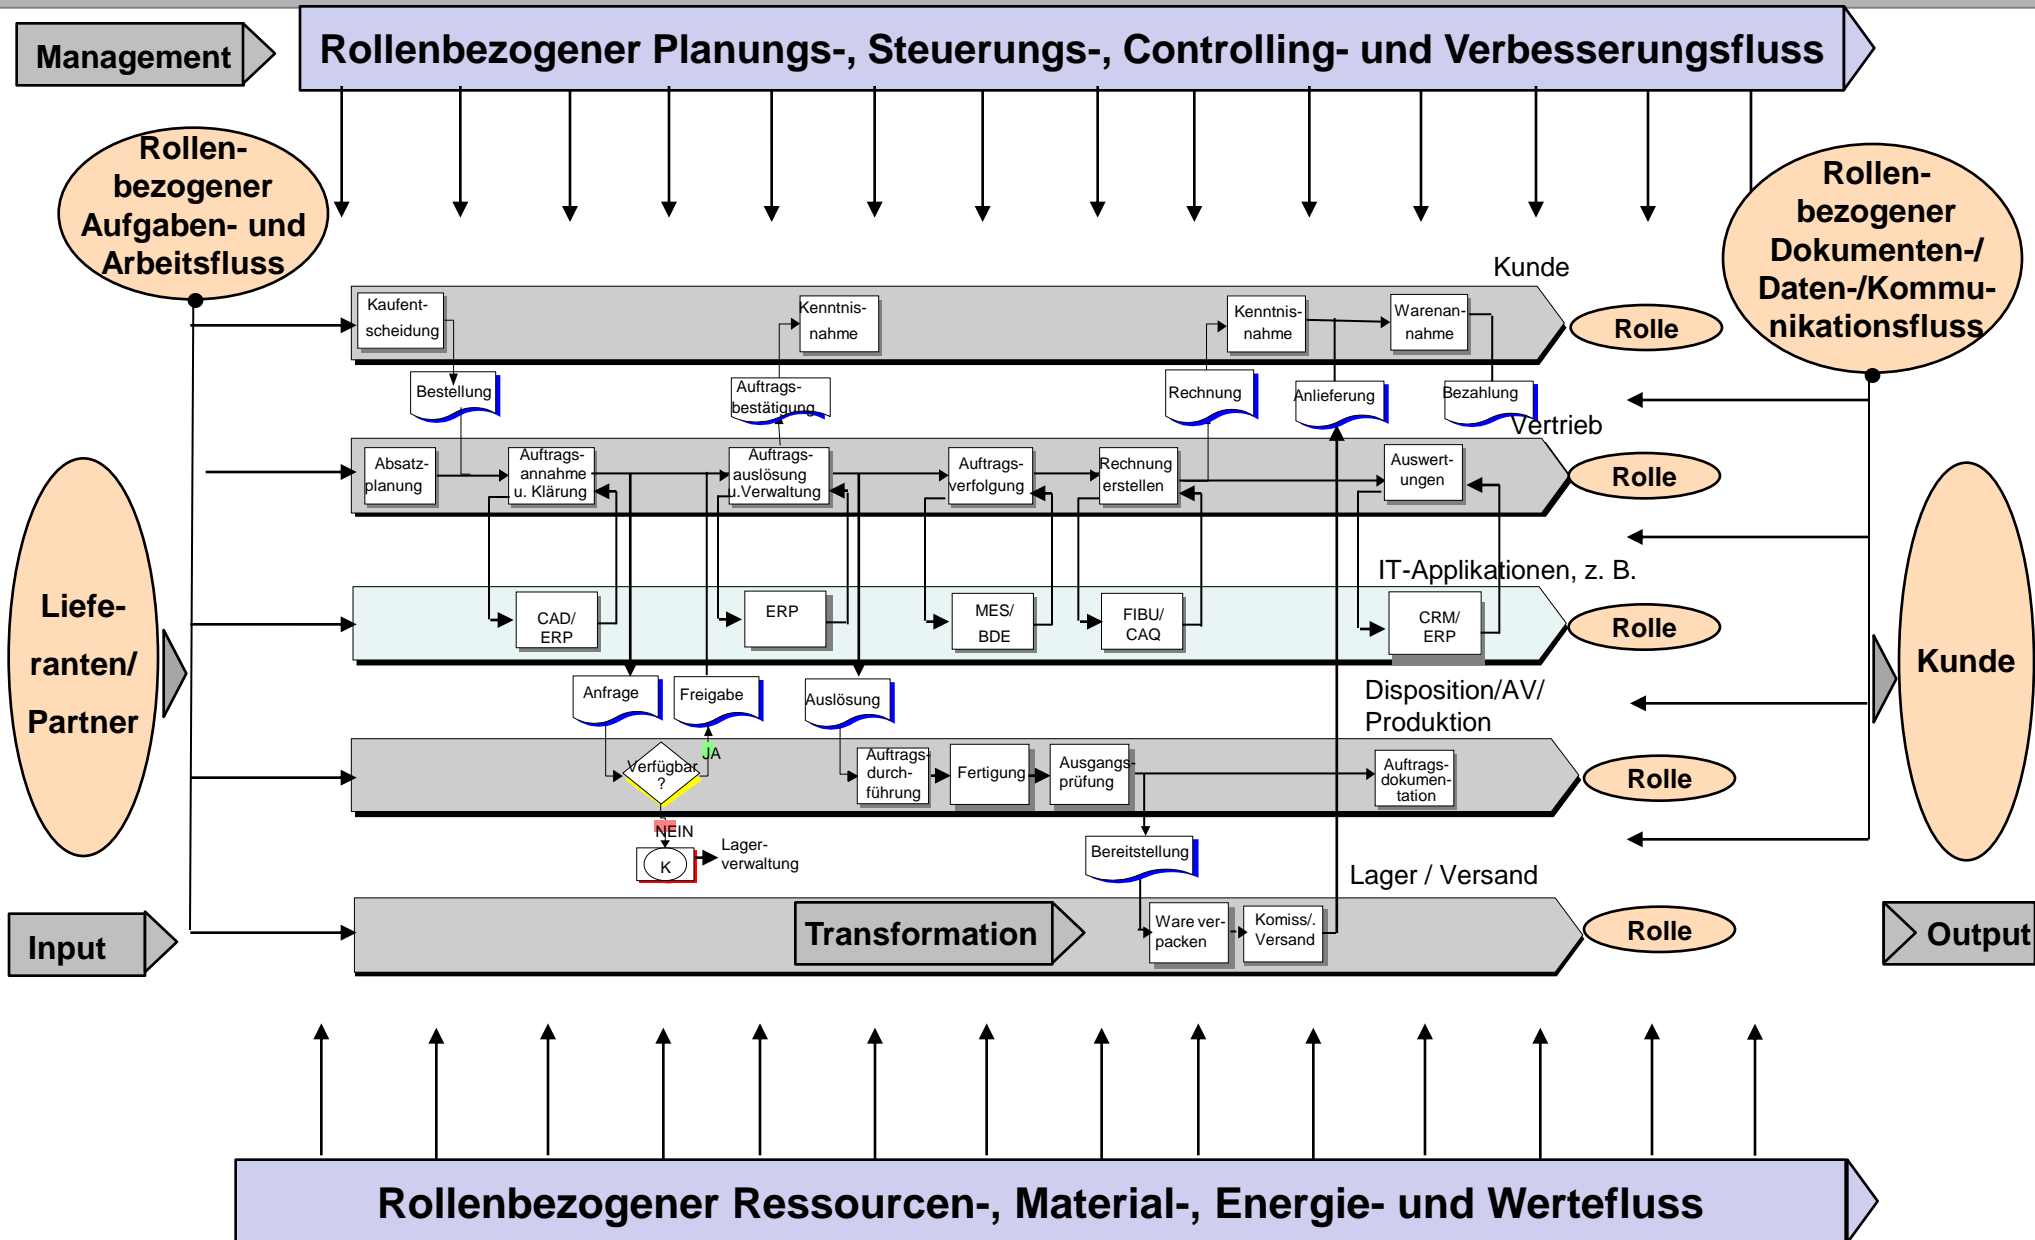 Management
Rollenbezogener Planungs-, Steuerungs-, Controlling- und Verbesserungsfluss
Rollen-
bezogener
Aufgaben- und
Arbeitsfluss
Rollen-
bezogener
Dokumenten-/
Daten-/Kommu-
nikationsfluss
Kunde
Kaufent-
scheidung
Kenntnis-
nahme
Kenntnis-
nahme
Warenan-
nahme
Rolle
Bestellung
Auftrags-
bestätigung
Rechnung
Anlieferung
Bezahlung
Vertrieb
Absatz-
planung
Auftrags-
annahme
u. Klärung
Auftrags-
auslösung
u.Verwaltung
Auftrags-
verfolgung
Rechnung
erstellen
Auswert-
ungen
Rolle
Liefe-
ranten/
Partner
IT-Applikationen, z. B.
CAD/
ERP
ERP
MES/
BDE
FIBU/
CAQ
CRM/
ERP
Rolle
Kunde
Anfrage
Freigabe
Auslösung
Disposition/AV/
Produktion
Verfügbar
?
JA
NEIN
K
Lager-
verwaltung
Auftrags-
durch-
führung
Fertigung
Ausgangs-
prüfung
Auftrags-
dokumen-
tation
Rolle
Bereitstellung
Lager / Versand
Input
Transformation
Ware ver-
packen
Komiss/.
Versand
Rolle
Output
Rollenbezogener Ressourcen-, Material-, Energie- und Wertefluss